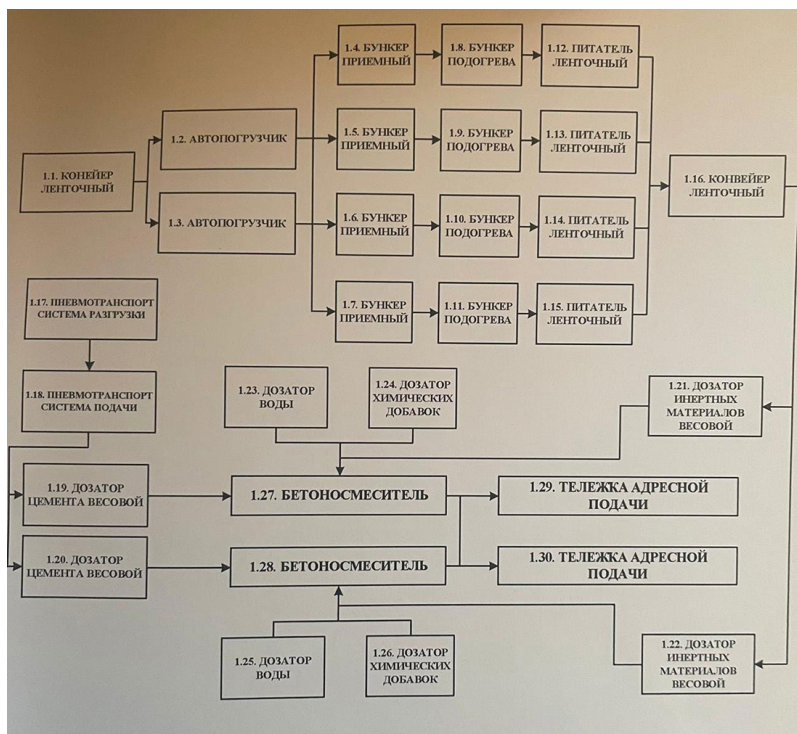 1.4. БУНКЕР
ПРИЕМНЫЙ
1.8. БУНКЕР
ПОДОГРЕВА
1.12. ПИТАТЕЛЬ
ЛЕНТОЧНЫЙ
1.2. АВТОПОГРУЗЧИК
1.5. БУНКЕР
ПРИЕМНЫЙ
1.9. БУНКЕР
ПОДОГРЕВА
1.13. ПИТАТЕЛЬ
ЛЕНТОЧНЫЙ
1.1. КОНЕЙЕР
ЛЕНТОЧНЫЙ
1.16. КОНВЕЙЕР
ЛЕНТОЧНЫЙ
1.3. АВТОПОГРУЗЧИК
1.6. БУНКЕР
ПРИЕМНЫЙ
1.10. БУНКЕР
ПОДОГРЕВА
1.14. ПИТАТЕЛЬ
ЛЕНТОЧНЫЙ
1.7. БУНКЕР
ПРИЕМНЫЙ
1.11. БУНКЕР
ПОДОГРЕВА
1.15. ПИТАТЕЛЬ
ЛЕНТОЧНЫЙ
1.17. ПНЕВМОТРАНСПОРТ
СИСТЕМА РАЗГРУЗКИ
1.18. ПНЕВМОТРАНСПОРТ
СИСТЕМА ПОДАЧИ
1.23. ДОЗАТОР
ВОДЫ
1.24. ДОЗАТОР
ХИМИЧЕСКИХ
ДОБАВОК
1.21. ДОЗАТОР
ИНЕРТНЫХ
МАТЕРИАЛОВ
ВЕСОВОЙ
1.19. ДОЗАТОР
ЦЕМЕНТА ВЕСОВОЙ
1.27. БЕТОНОСМЕСИТЕЛЬ
1.29. ТЕЛЕЖКА АДРЕСНОЙ
ПОДАЧИ
1.20. ДОЗАТОР
ЦЕМЕНТА ВЕСОВОЙ
1.28. БЕТОНОСМЕСИТЕЛЬ
1.30. ТЕЛЕЖКА АДРЕСНОЙ
ПОДАЧИ
1.25. ДОЗАТОР
ВОДЫ
1.26. ДОЗАТОР
ХИМИЧЕСКИХ
ДОБАВОК
1.22. ДОЗАТОР
ИНЕРТНЫХ
МАТЕРИАЛОВ
ВЕСОВОЙ